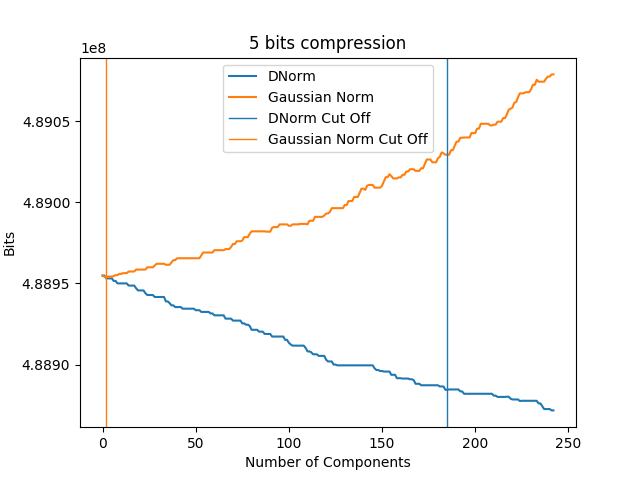 5 bits compression
1e8
DNorm
Gaussian Norm
DNorm Cut Off
Gaussian Norm Cut Off
4.8905
4.8900
4.8895
4.8890
Bits
0 50 100 150 200 250
Number of Components